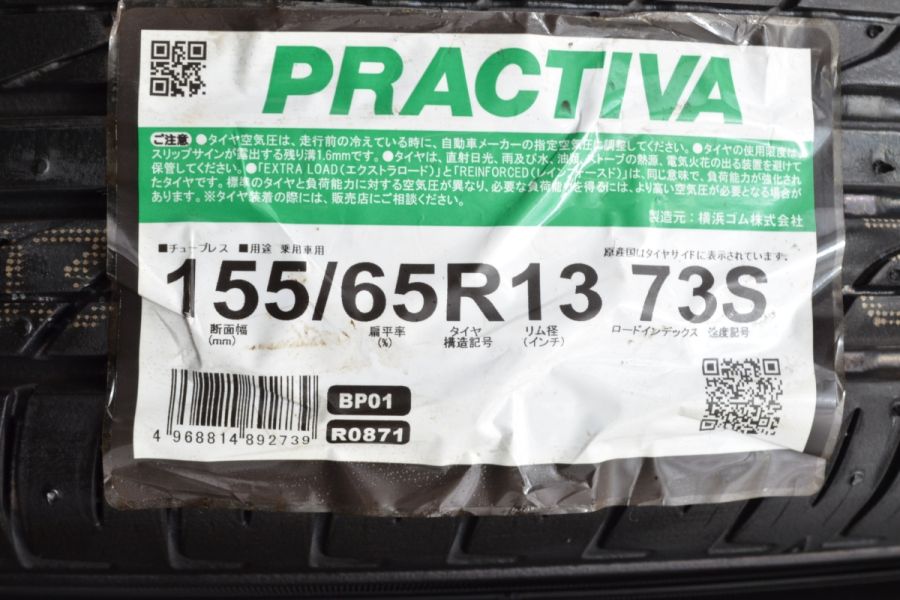 PRACTIVA
ご注意 ●タイヤ空気圧は、走行前の冷えている時に、自動車メーカーの指定空気圧に調整してください。●タイヤの使用限度は
スリップサインが露出する残り溝1.6mmです。●タイヤは、直射日光、雨及び水、油類、ストーブの熱源、電気火花の出る装置を避けて
保管してください。●「EXTRA LOAD(エクストラロード)」と「REINFORCED(レインフォースド)」は、同じ意味で、負荷能力が強化され
たタイヤです。標準のタイヤと負荷能力に対する空気圧が異なり、必要な負荷能力を得るには、より高い空気圧が必要となる場合が
あります。※タイヤ装着の際には、販売店にご相談ください。
製造元:横浜ゴム株式会社
■チューブレス ■用途 乗用車用
原産国はタイヤサイドに表示されています。
155/65R13 73S
断面幅 扁平率 タイヤ リム径 ロードインデックス 速度記号
(mm) (%) 構造記号 (インチ)
BP01
R0871
4 968814 892739